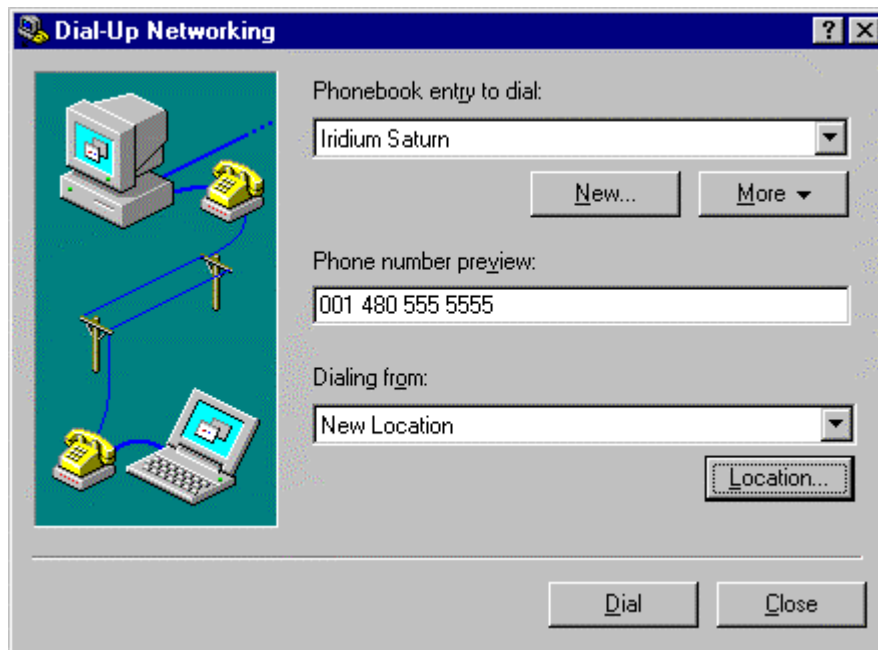 Dial-Up Networking
Phonebook entry to dial:
Iridium Saturn
New...
More
Phone number preview:
001 480 555 5555
Dialing from:
New Location
Location...
Dial
Close